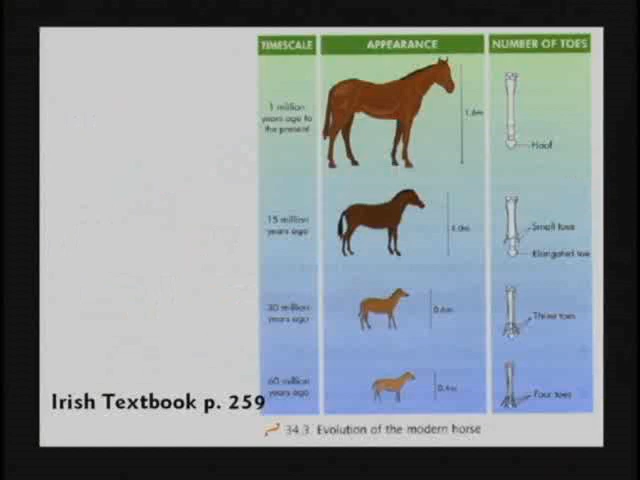 TIMESCALE
APPEARANCE
NUMBER OF TOES
1 million
years ago to
the present
1.6m
Hoof
15 million
years ago
1.0m
Small toes
Elongated toe
30 million
years ago
0.6m
Three toes
60 million
years ago
0.4m
Four toes
Irish Textbook p. 259
34.3 Evolution of the modern horse